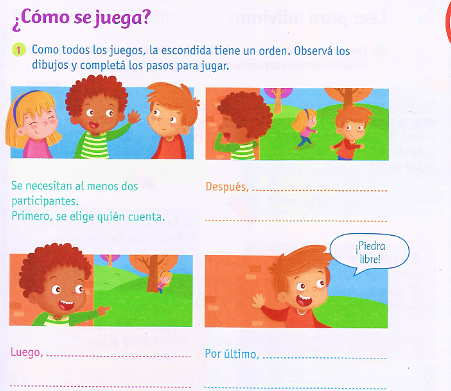 ¿Cómo se juega?
1 Como todos los juegos, la escondida tiene un orden. Observá los
dibujos y completá los pasos para jugar.
Se necesitan al menos dos
participantes.
Primero, se elige quién cuenta.
Después,
Luego,
¡Piedra
libre!
Por último,